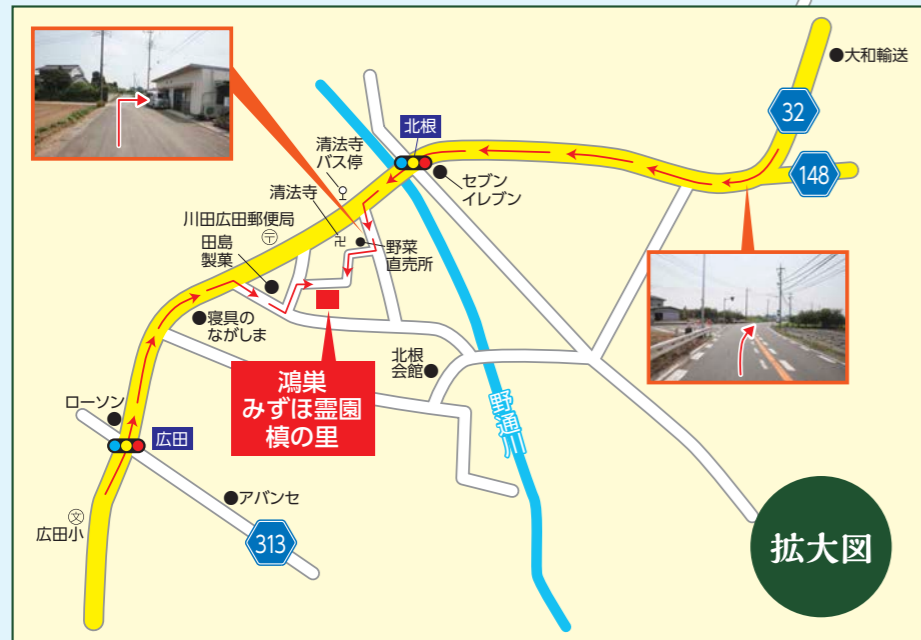 大和輸送
32
148
北根
セブン
イレブン
清法寺
バス停
清法寺
卍
野菜
直売所
川田広田郵便局
〒
田島
製菓
寝具の
ながしま
鴻巣
みずほ霊園
槙の里
北根
会館
野通川
ローソン
広田
アバンセ
文
広田小
313
拡大図